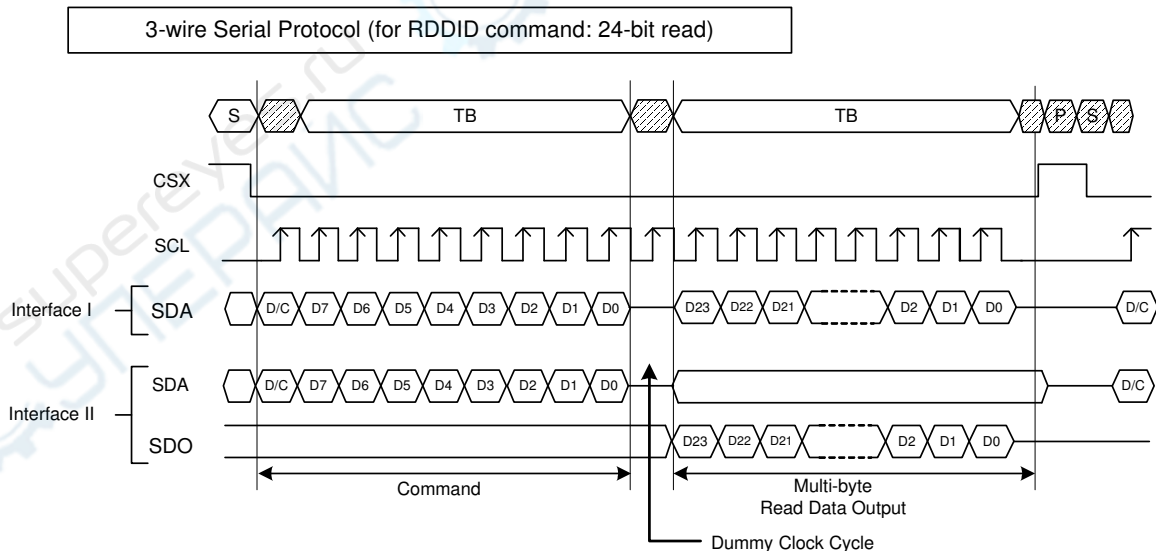 3-wire Serial Protocol (for RDDID command: 24-bit read)
S TB TB P S
CSX
SCL
Interface I SDA D/C D7 D6 D5 D4 D3 D2 D1 D0 D23 D22 D21 D2 D1 D0 D/C
SDA D/C D7 D6 D5 D4 D3 D2 D1 D0 D/C
Interface II
SDO D23 D22 D21 D2 D1 D0
Command
Multi-byte
Read Data Output
Dummy Clock Cycle
supereyes.ru
СУПЕРАЙС